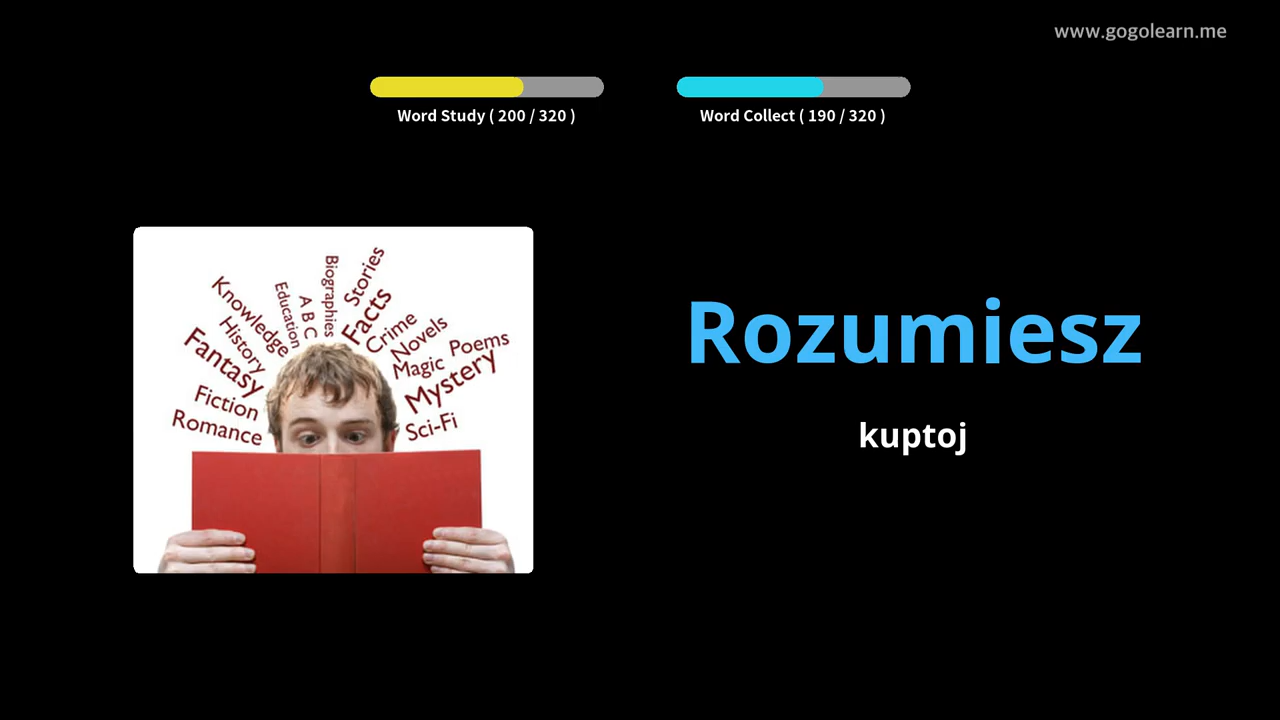 www.gogolearn.me
Word Study ( 200 / 320 )
Word Collect ( 190 / 320 )
Rozumiesz
kuptoj
Knowledge
History
Fantasy
Fiction
Romance
Education
A B C
Biographies
Stories
Facts
Crime
Novels
Magic
Poems
Mystery
Sci-Fi